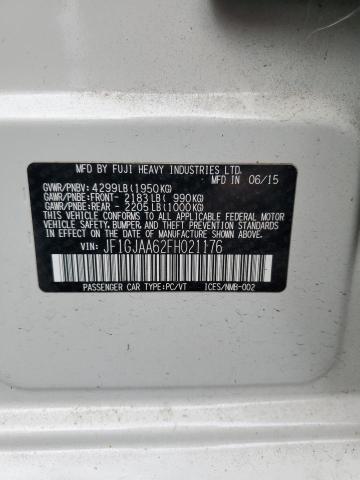 MFD BY FUJI HEAVY INDUSTRIES LTD.
MFD IN 06/15
GVWR/PNBV: 4299LB(1950KG)
GAWR/PNBE:FRONT- 2183LB( 990KG)
GAWR/PNBE:REAR - 2205LB(1000KG)
THIS VEHICLE CONFORMS TO ALL APPLICABLE FEDERAL MOTOR VEHICLE
SAFETY, BUMPER, AND THEFT PREVENTION STANDARDS IN EFFECT
ON THE DATE OF MANUFACTURE SHOWN ABOVE.
VIN: JF1GJAA62FH021176
PASSENGER CAR TYPE:PC/VT ICES/NMB-002